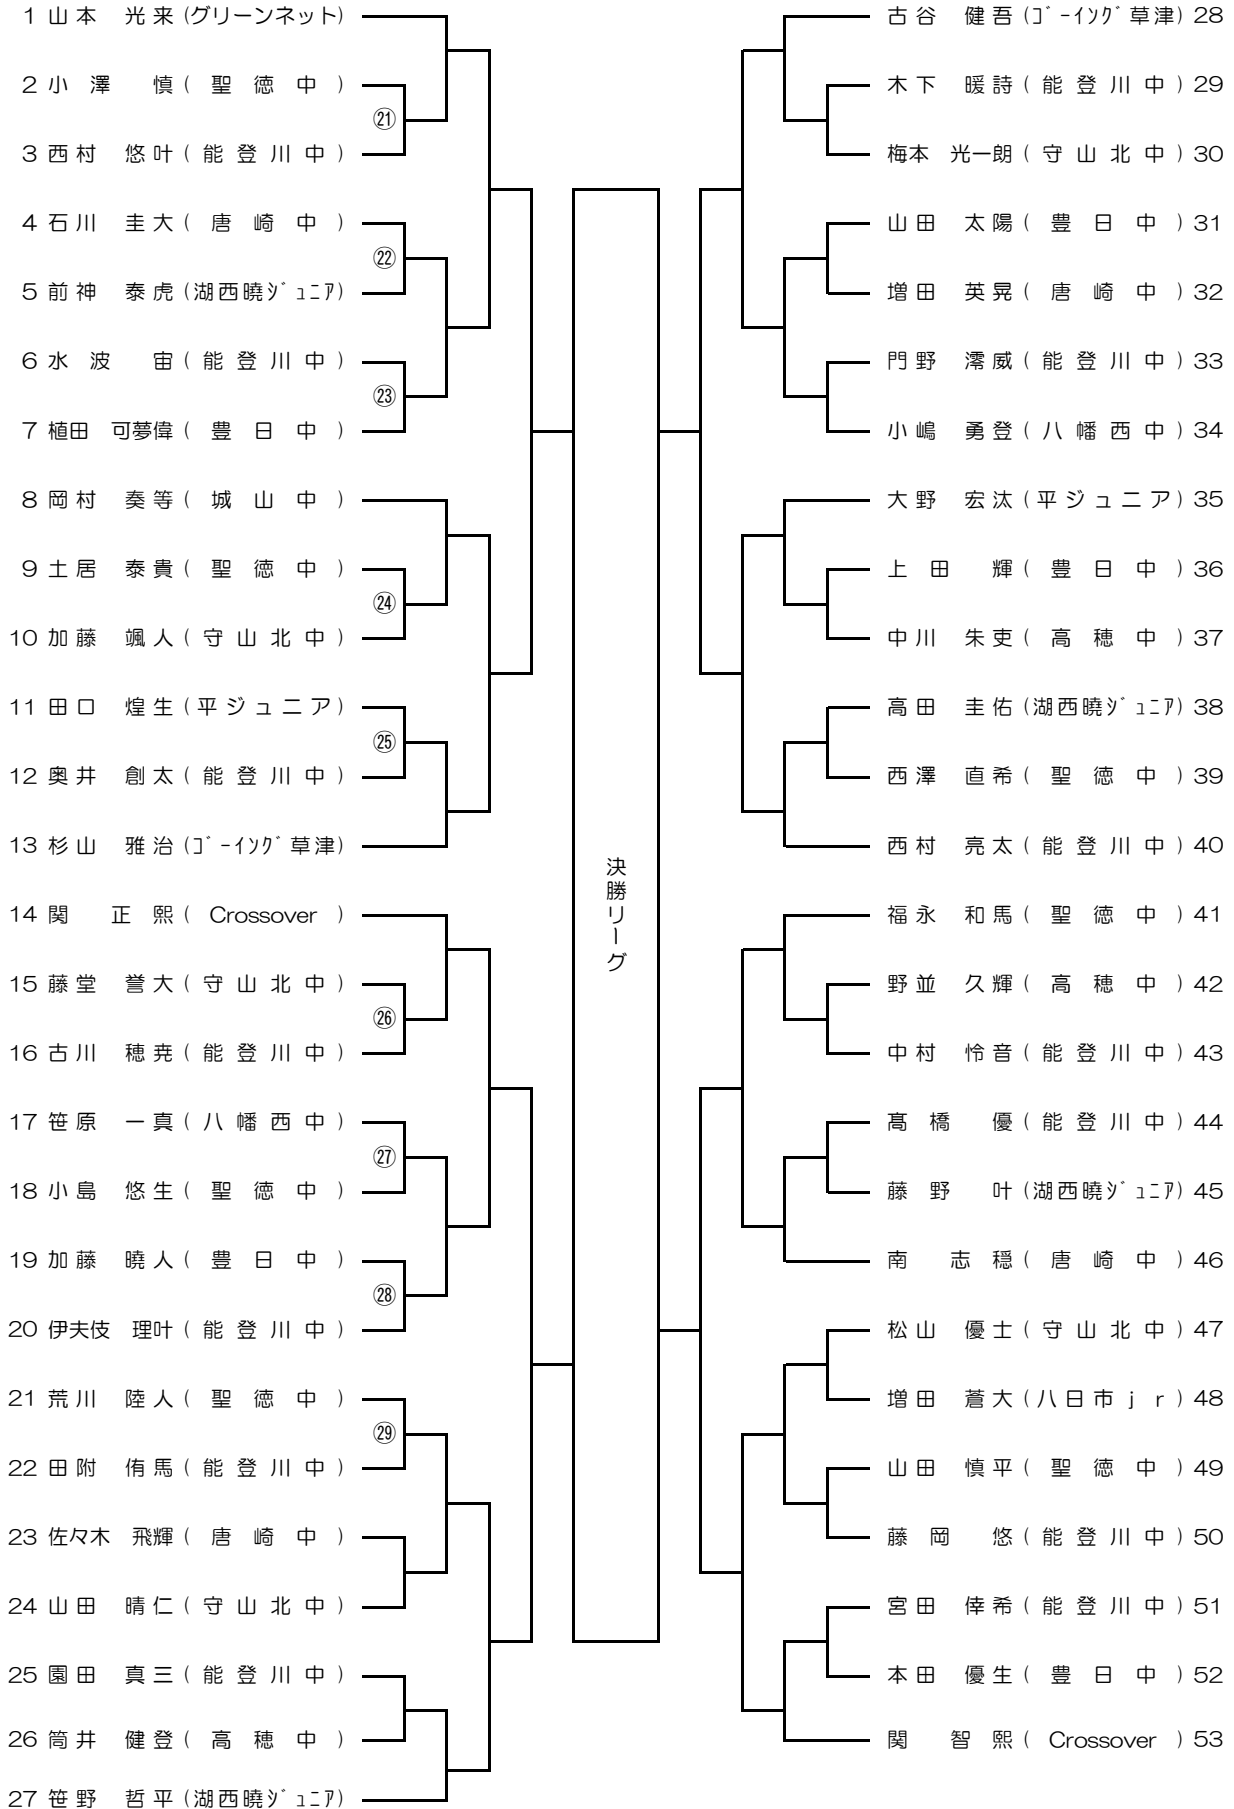 1 山本 光来 (グリーンネット)
2 小澤 慎 ( 聖徳中 )
㉑
3 西村 悠叶 ( 能登川中 )
4 石川 圭大 ( 唐崎中 )
㉒
5 前神 泰虎 (湖西曉ｼﾞｭﾆｱ)
6 水波 宙 ( 能登川中 )
㉓
7 植田 可夢偉 ( 豊日中 )
8 岡村 奏等 ( 城山中 )
9 土居 泰貴 ( 聖徳中 )
㉔
10 加藤 颯人 ( 守山北中 )
11 田口 煌生 (平ジュニア)
㉕
12 奥井 創太 ( 能登川中 )
13 杉山 雅治 (ｺﾞｰｲﾝｸﾞ草津)
14 関 正熙 ( Crossover )
15 藤堂 誉大 ( 守山北中 )
㉖
16 古川 穂尭 ( 能登川中 )
17 笹原 一真 ( 八幡西中 )
㉗
18 小島 悠生 ( 聖徳中 )
19 加藤 曉人 ( 豊日中 )
㉘
20 伊夫伎 理叶 ( 能登川中 )
21 荒川 陸人 ( 聖徳中 )
㉙
22 田附 侑馬 ( 能登川中 )
23 佐々木 飛輝 ( 唐崎中 )
24 山田 晴仁 ( 守山北中 )
25 園田 真三 ( 能登川中 )
26 筒井 健登 ( 高穂中 )
27 笹野 哲平 (湖西曉ｼﾞｭﾆｱ)
決勝リーグ
古谷 健吾 (ｺﾞｰｲﾝｸﾞ草津) 28
木下 暖詩 ( 能登川中 ) 29
梅本 光一朗 ( 守山北中 ) 30
山田 太陽 ( 豊日中 ) 31
増田 英晃 ( 唐崎中 ) 32
門野 澪威 ( 能登川中 ) 33
小嶋 勇登 ( 八幡西中 ) 34
大野 宏汰 (平ジュニア) 35
上田 輝 ( 豊日中 ) 36
中川 朱吏 ( 高穂中 ) 37
高田 圭佑 (湖西曉ｼﾞｭﾆｱ) 38
西澤 直希 ( 聖徳中 ) 39
西村 亮太 ( 能登川中 ) 40
福永 和馬 ( 聖徳中 ) 41
野並 久輝 ( 高穂中 ) 42
中村 怜音 ( 能登川中 ) 43
髙橋 優 ( 能登川中 ) 44
藤野 叶 (湖西曉ｼﾞｭﾆｱ) 45
南 志穏 ( 唐崎中 ) 46
松山 優士 ( 守山北中 ) 47
増田 蒼大 (八日市ｊｒ) 48
山田 慎平 ( 聖徳中 ) 49
藤岡 悠 ( 能登川中 ) 50
宮田 倖希 ( 能登川中 ) 51
本田 優生 ( 豊日中 ) 52
関 智熙 ( Crossover ) 53